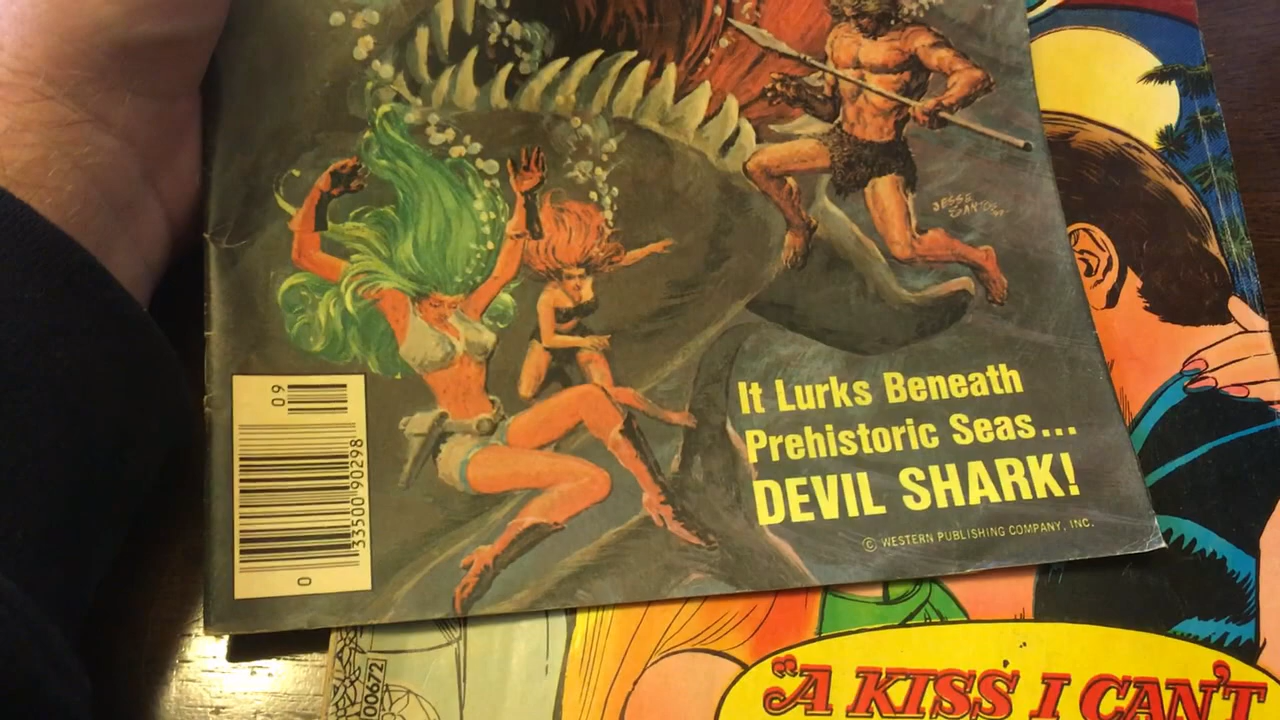 JESSE
SANTOS
It Lurks Beneath
Prehistoric Seas...
DEVIL SHARK!
© WESTERN PUBLISHING COMPANY, INC.
09
33500 90298
0
00672
"A KISS I CAN'T